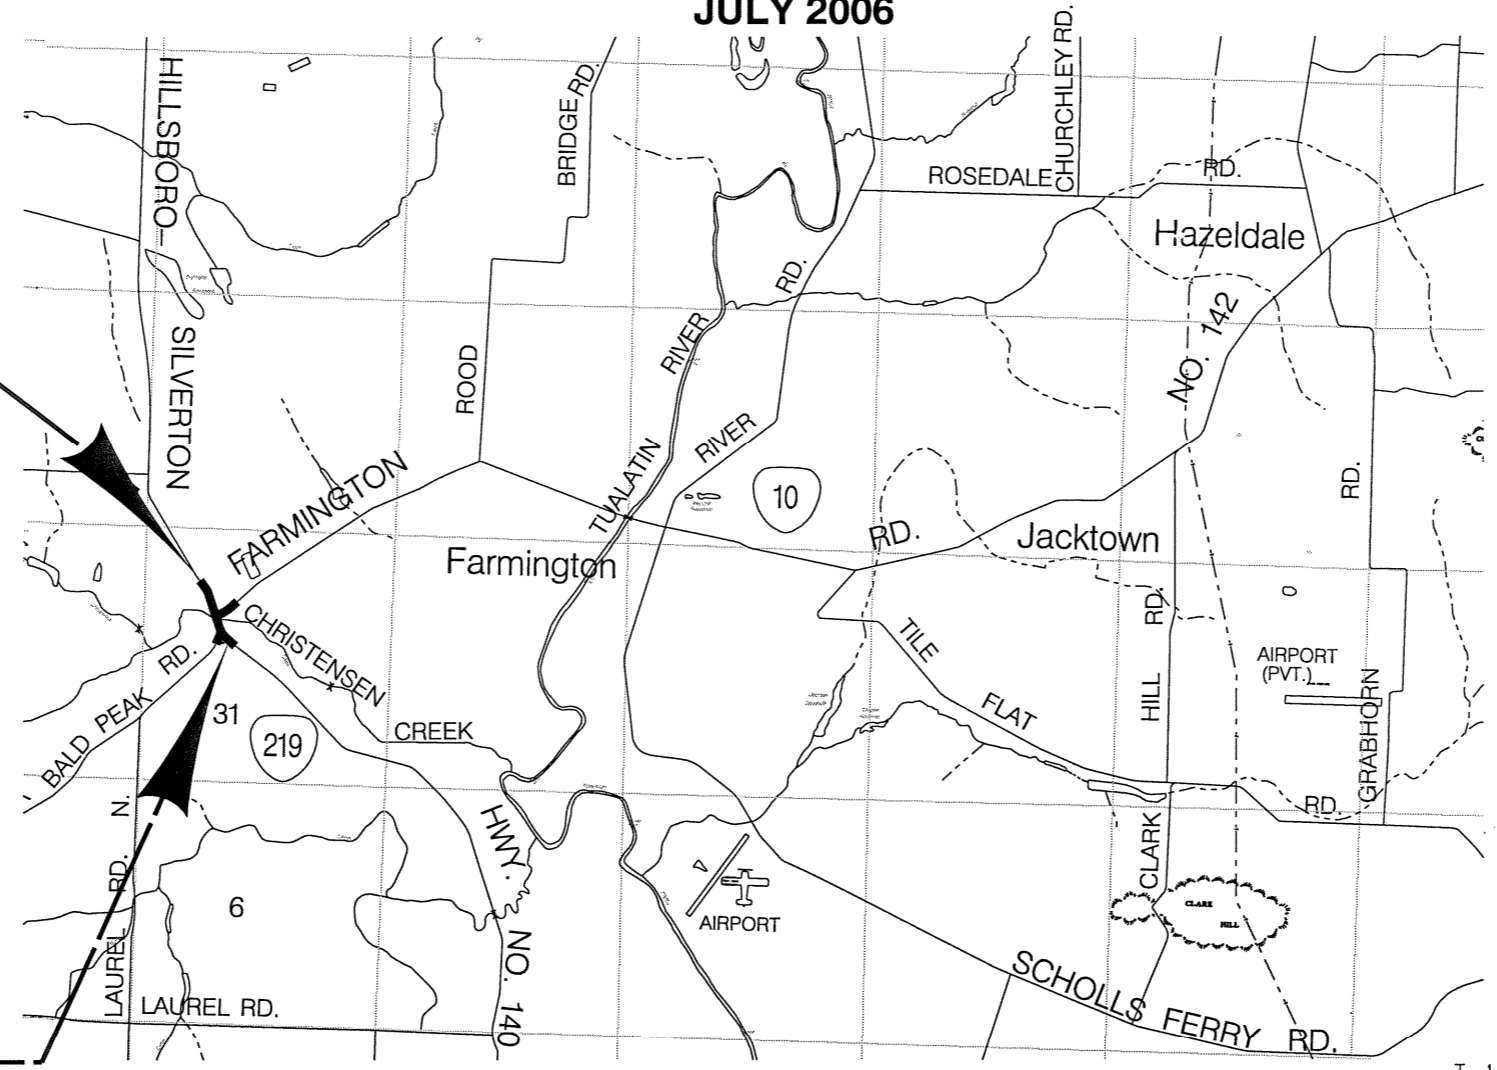 JULY 2006
HILLSBORO-
SILVERTON
BRIDGE RD.
ROOD
CHURCHLEY RD.
ROSEDALE
RD.
Hazeldale
RIVER
RD.
NO. 142
TUALATIN
RIVER
10
FARMINGTON
Farmington
RD.
Jacktown
RD.
CHRISTENSEN
CREEK
BALD PEAK RD.
31
219
TILE
FLAT
RD.
HILL
RD.
AIRPORT
(PVT.)
GRABHORN
N.
HWY.
NO. 140
LAUREL RD.
6
LAUREL RD.
AIRPORT
CLARK
CLARK
HILL
SCHOLLS FERRY RD.